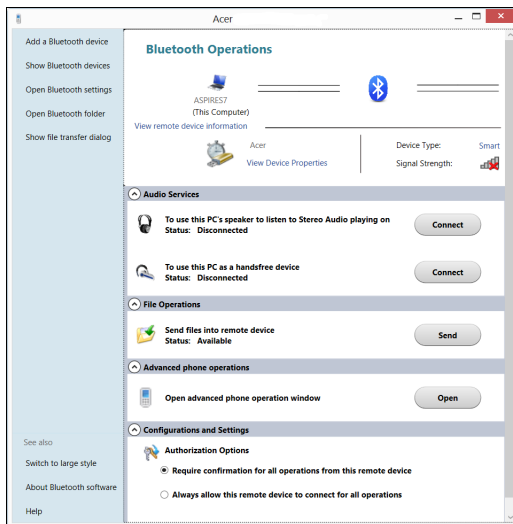 Acer
Add a Bluetooth device
Show Bluetooth devices
Open Bluetooth settings
Open Bluetooth folder
Show file transfer dialog
Bluetooth Operations
ASPIRES7
(This Computer)
View remote device information
Acer
View Device Properties
Device Type: Smart
Signal Strength:
Audio Services
To use this PC's speaker to listen to Stereo Audio playing on
Status: Disconnected
Connect
To use this PC as a handsfree device
Status: Disconnected
Connect
File Operations
Send files into remote device
Status: Available
Send
Advanced phone operations
Open advanced phone operation window
Open
Configurations and Settings
Authorization Options
Require confirmation for all operations from this remote device
Always allow this remote device to connect for all operations
See also
Switch to large style
About Bluetooth software
Help